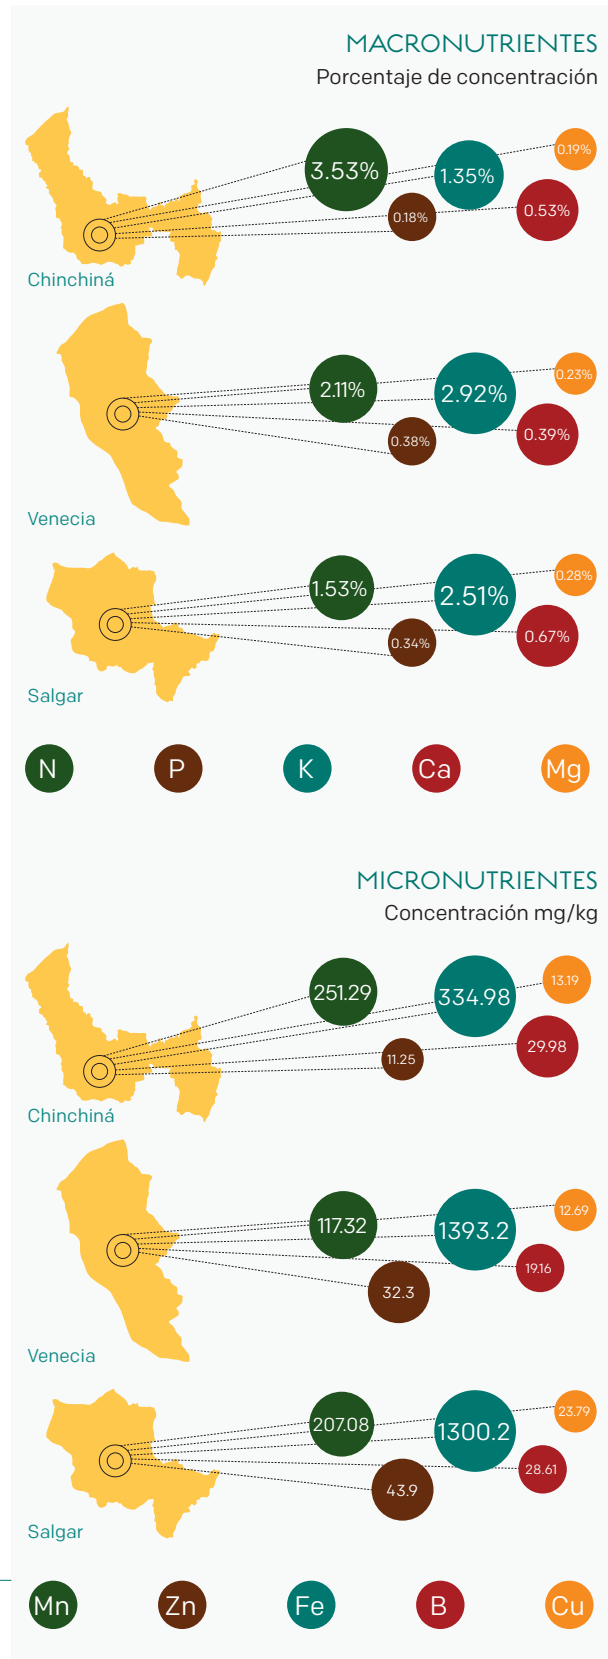 MACRONUTRIENTES
Porcentaje de concentración
3.53%
1.35%
0.19%
0.18%
0.53%
Chinchiná
2.11%
2.92%
0.23%
0.38%
0.39%
Venecia
1.53%
2.51%
0.28%
0.34%
0.67%
Salgar
N P K Ca Mg
MICRONUTRIENTES
Concentración mg/kg
251.29
334.98
13.19
11.25
29.98
Chinchiná
117.32
1393.2
12.69
32.3
19.16
Venecia
207.08
1300.2
23.79
43.9
28.61
Salgar
Mn Zn Fe B Cu